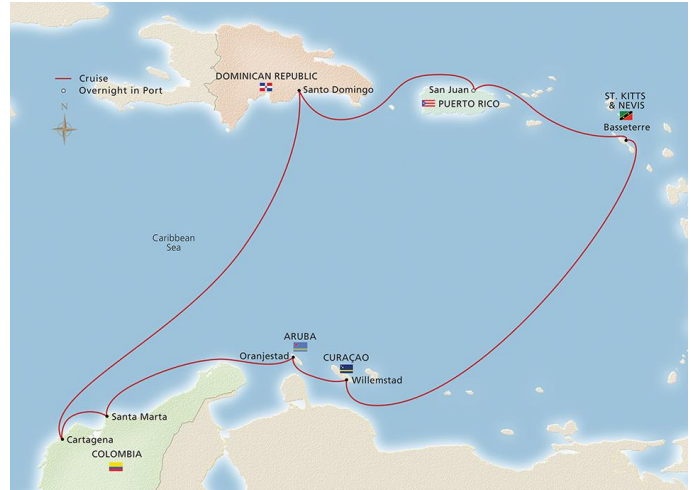 Cruise
Overnight in Port
N
DOMINICAN REPUBLIC
Santo Domingo
San Juan
PUERTO RICO
ST. KITTS
& NEVIS
Basseterre
Caribbean
Sea
ARUBA
Oranjestad
CURAÇAO
Willemstad
Santa Marta
Cartagena
COLOMBIA